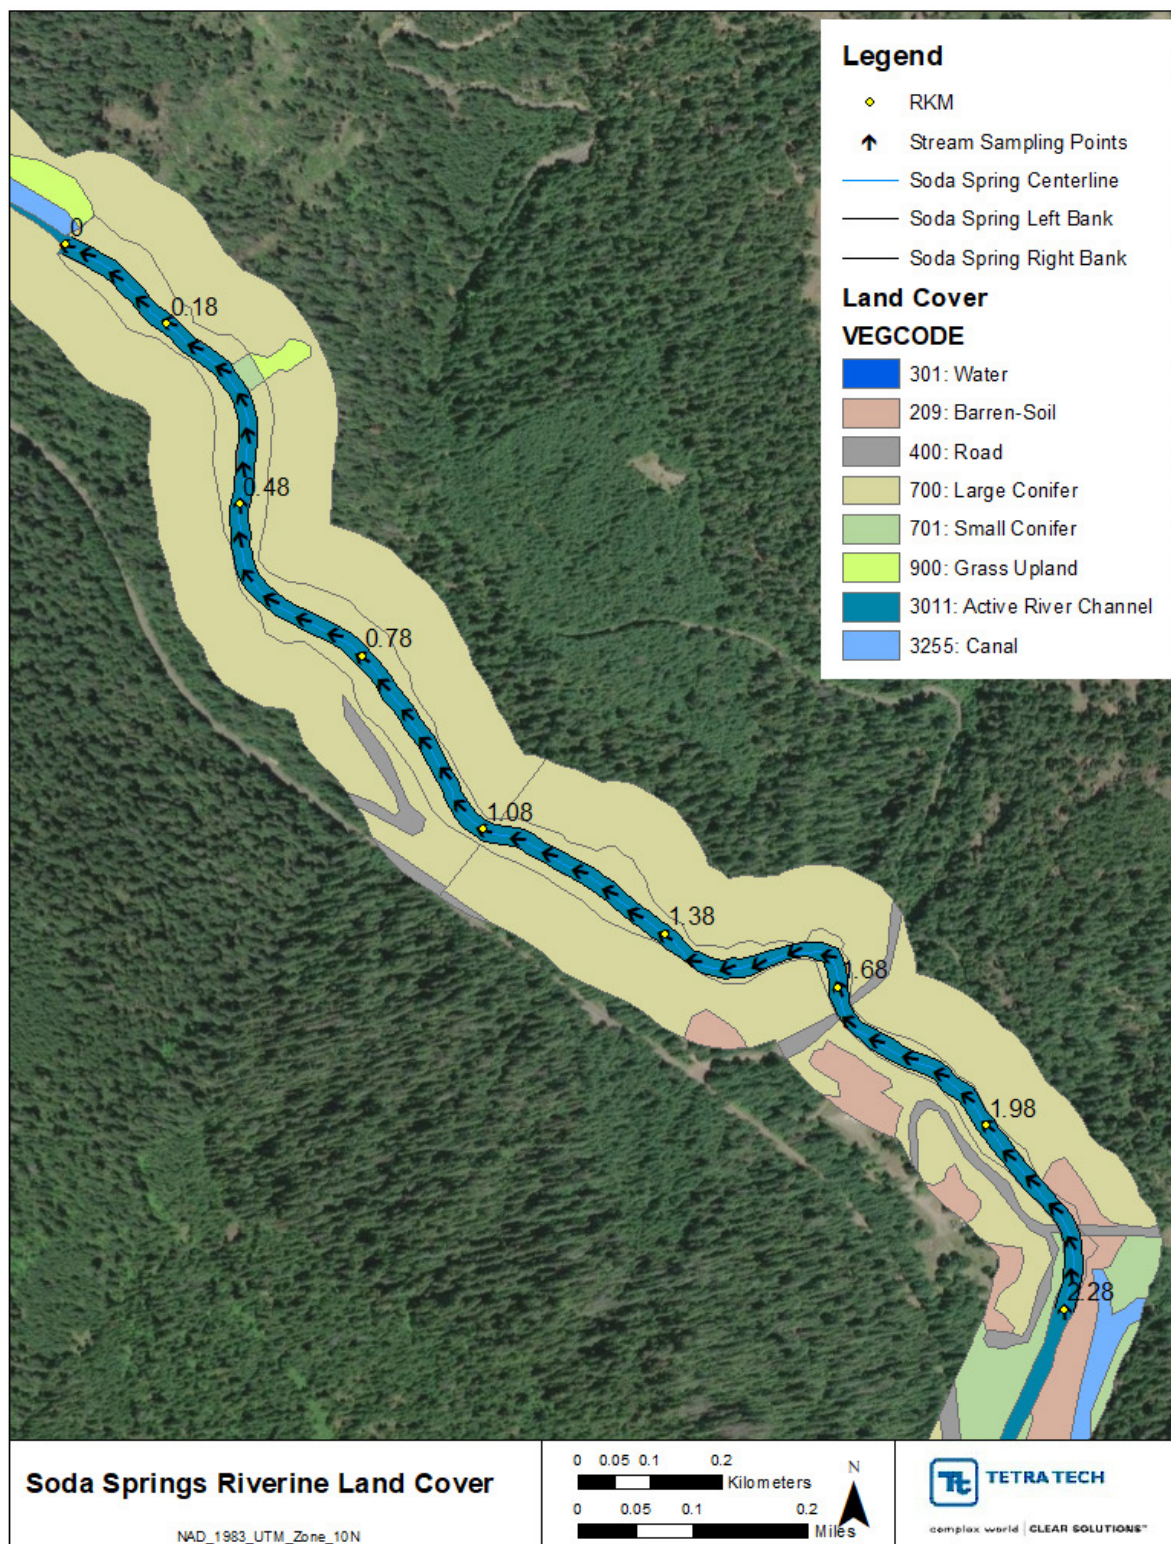 Legend
RKM
Stream Sampling Points
Soda Spring Centerline
Soda Spring Left Bank
Soda Spring Right Bank
Land Cover
VEGCODE
301: Water
209: Barren-Soil
400: Road
700: Large Conifer
701: Small Conifer
900: Grass Upland
3011: Active River Channel
3255: Canal
0
0.18
0.48
0.78
1.08
1.38
1.68
1.98
2.28
Soda Springs Riverine Land Cover
NAD_1983_UTM_Zone_10N
0 0.05 0.1 0.2
Kilometers
0 0.05 0.1 0.2
Miles
N
Tt
TETRA TECH
complex world | CLEAR SOLUTIONS™